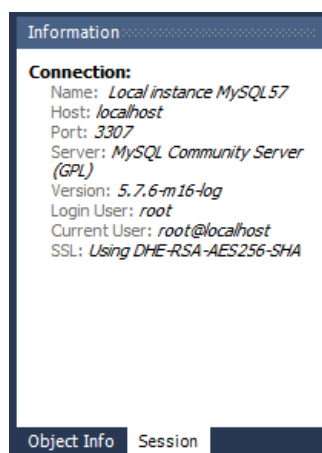 Information
Connection:
Name: Local instance MySQL57
Host: localhost
Port: 3307
Server: MySQL Community Server
(GPL)
Version: 5.7.6-m16-log
Login User: root
Current User: root@localhost
SSL: Using DHE-RSA-AES256-SHA
Object Info Session